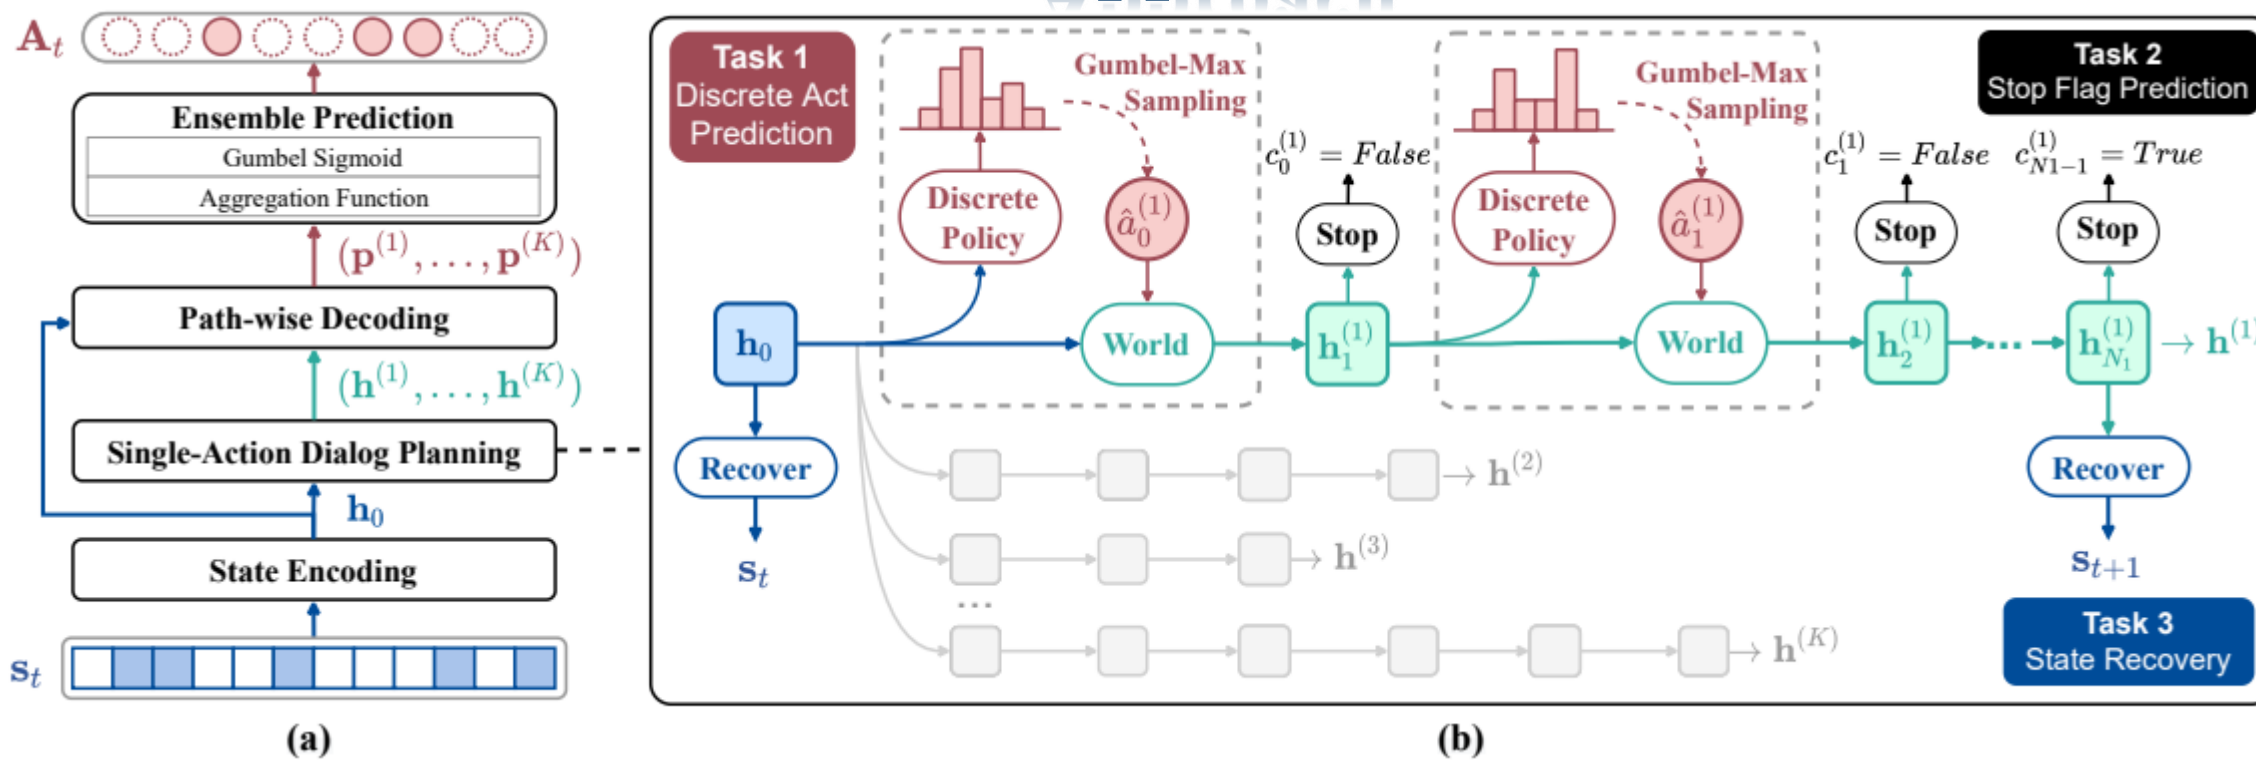 A_t
Ensemble Prediction
Gumbel Sigmoid
Aggregation Function
(p^(1), . . . , p^(K))
Path-wise Decoding
(h^(1), . . . , h^(K))
Single-Action Dialog Planning
h_0
State Encoding
s_t
(a)
Task 1
Discrete Act
Prediction
Gumbel-Max
Sampling
Discrete
Policy
â_0^(1)
World
h_0
Recover
s_t
c_0^(1) = False
Stop
h_1^(1)
Gumbel-Max
Sampling
Discrete
Policy
â_1^(1)
World
Task 2
Stop Flag Prediction
c_1^(1) = False
c_{N1-1}^(1) = True
Stop
Stop
h_2^(1)
...
h_{N_1}^(1)
→ h^(1)
Recover
s_{t+1}
→ h^(2)
→ h^(3)
...
→ h^(K)
Task 3
State Recovery
(b)